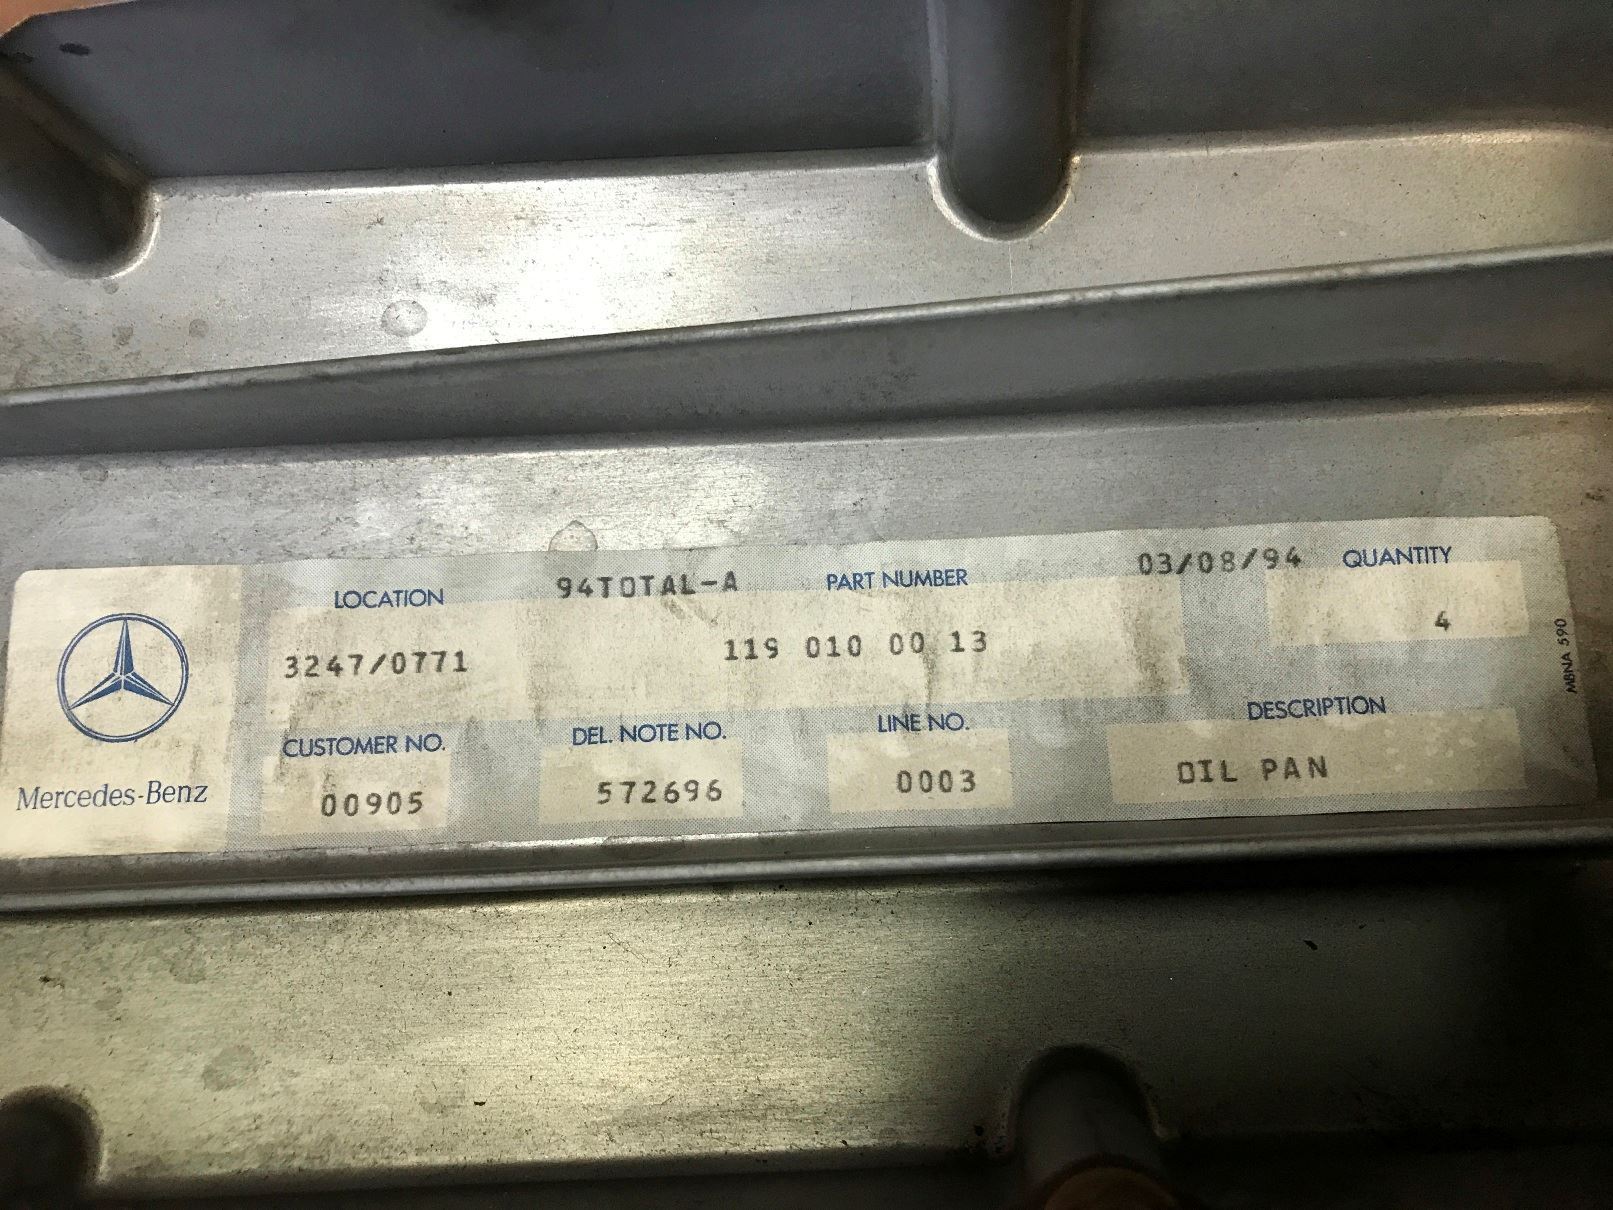 LOCATION 94TOTAL-A PART NUMBER 03/08/94 QUANTITY
3247/0771 119 010 00 13 4
CUSTOMER NO. DEL. NOTE NO. LINE NO. DESCRIPTION
00905 572696 0003 OIL PAN
Mercedes-Benz
MBNA 590